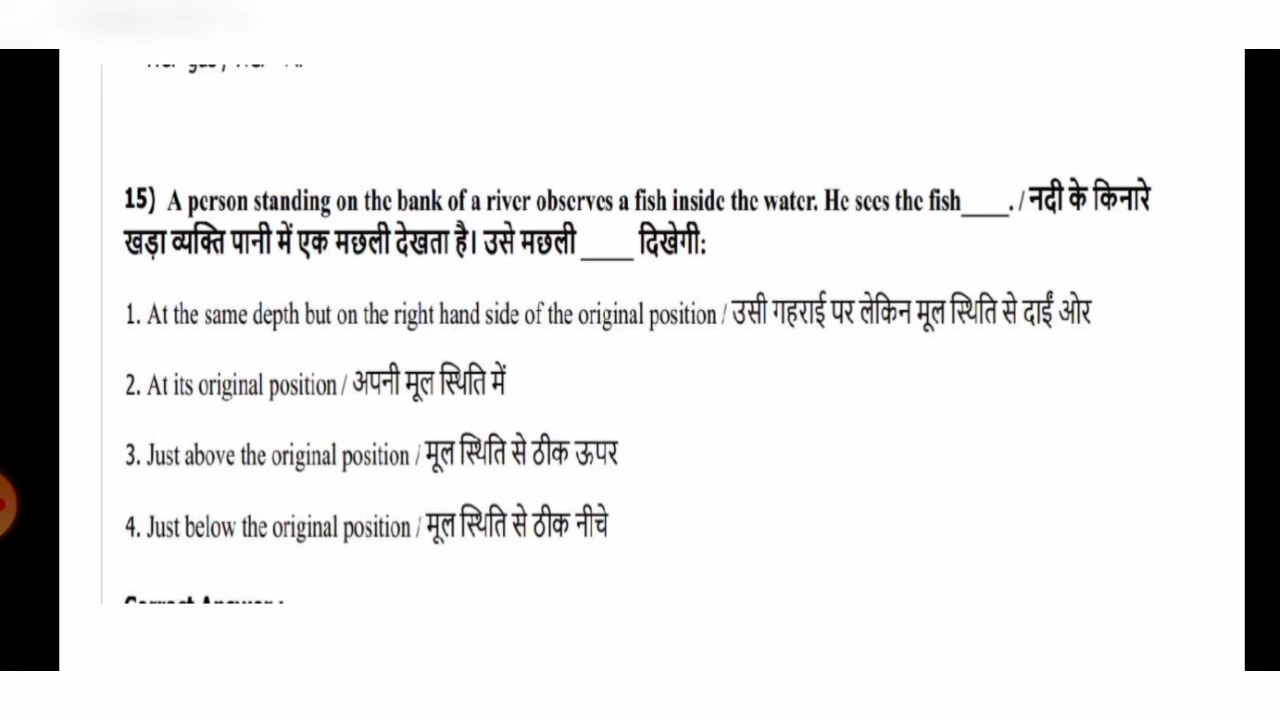 15) A person standing on the bank of a river observes a fish inside the water. He sees the fish____. / नदी के किनारे
खड़ा व्यक्ति पानी में एक मछली देखता है। उसे मछली ____ दिखेगी:
1. At the same depth but on the right hand side of the original position / उसी गहराई पर लेकिन मूल स्थिति से दाईं ओर
2. At its original position / अपनी मूल स्थिति में
3. Just above the original position / मूल स्थिति से ठीक ऊपर
4. Just below the original position / मूल स्थिति से ठीक नीचे
Correct Answer :